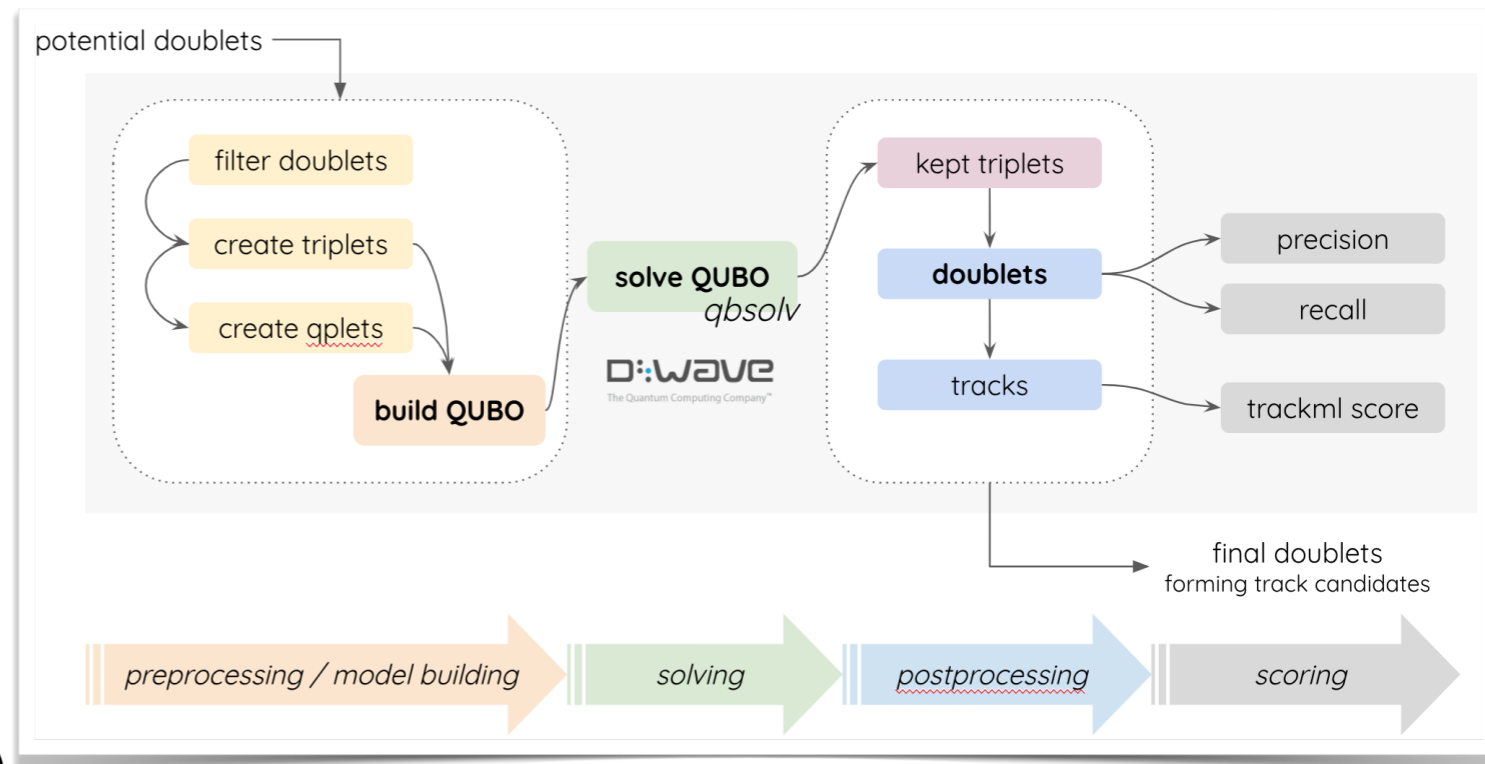 potential doublets
filter doublets
create triplets
create qplets
build QUBO
solve QUBO
qbsolv
D:Wave
The Quantum Computing Company™
kept triplets
doublets
tracks
precision
recall
trackml score
final doublets
forming track candidates
preprocessing / model building
solving
postprocessing
scoring